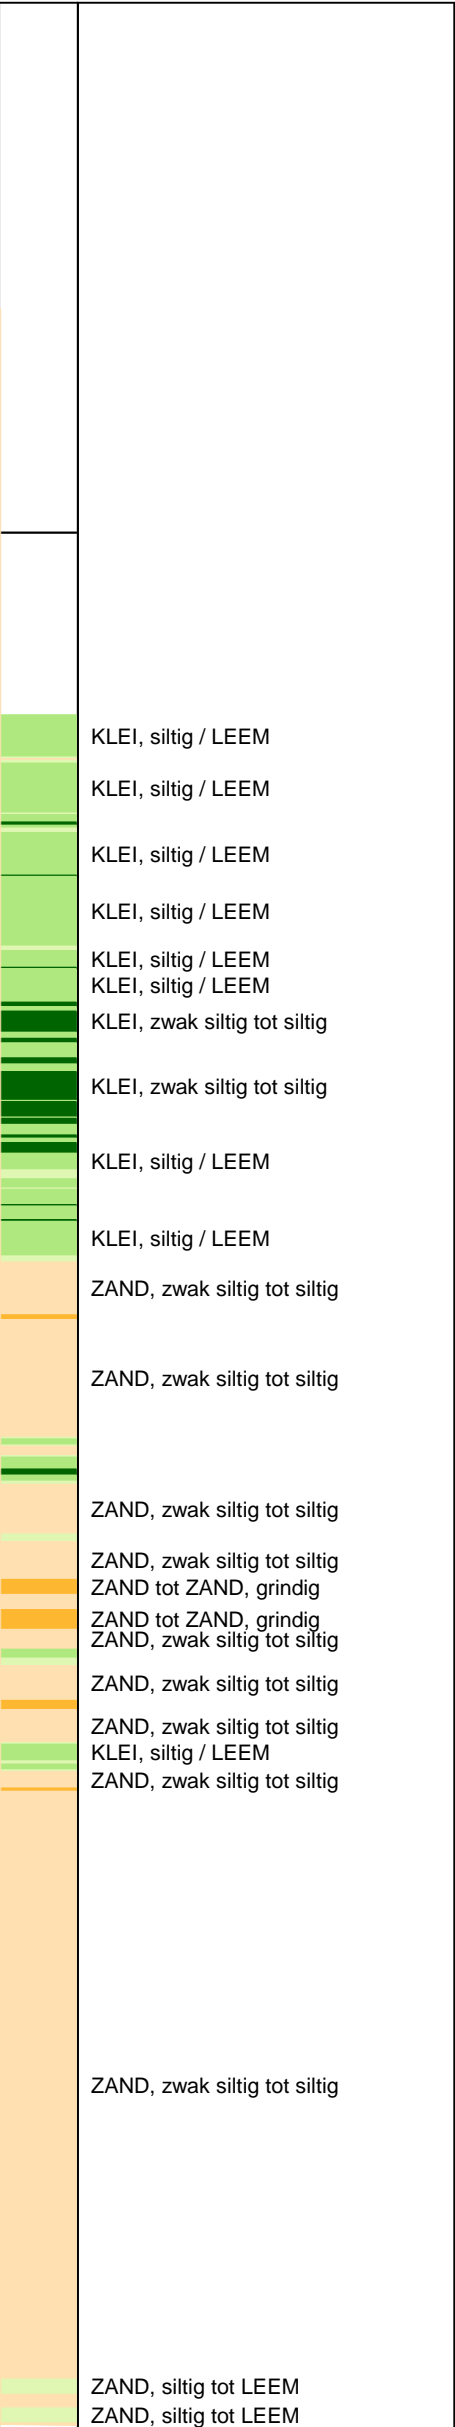 KLEI, siltig / LEEM
KLEI, siltig / LEEM
KLEI, siltig / LEEM
KLEI, siltig / LEEM
KLEI, siltig / LEEM
KLEI, siltig / LEEM
KLEI, zwak siltig tot siltig
KLEI, zwak siltig tot siltig
KLEI, siltig / LEEM
KLEI, siltig / LEEM
ZAND, zwak siltig tot siltig
ZAND, zwak siltig tot siltig
ZAND, zwak siltig tot siltig
ZAND, zwak siltig tot siltig
ZAND tot ZAND, grindig
ZAND tot ZAND, grindig
ZAND, zwak siltig tot siltig
ZAND, zwak siltig tot siltig
ZAND, zwak siltig tot siltig
KLEI, siltig / LEEM
ZAND, zwak siltig tot siltig
ZAND, zwak siltig tot siltig
ZAND, siltig tot LEEM
ZAND, siltig tot LEEM